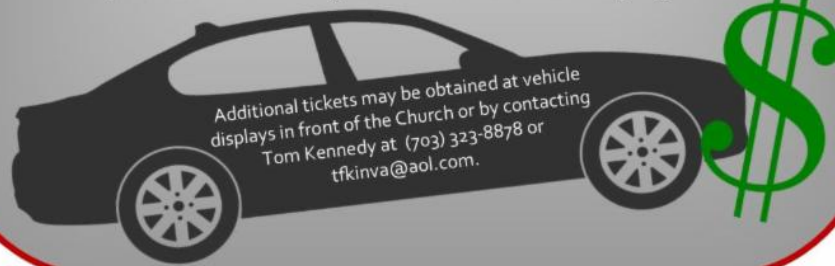 Additional tickets may be obtained at vehicle
displays in front of the Church or by contacting
Tom Kennedy at (703) 323-8878 or
tfkinva@aol.com.
$